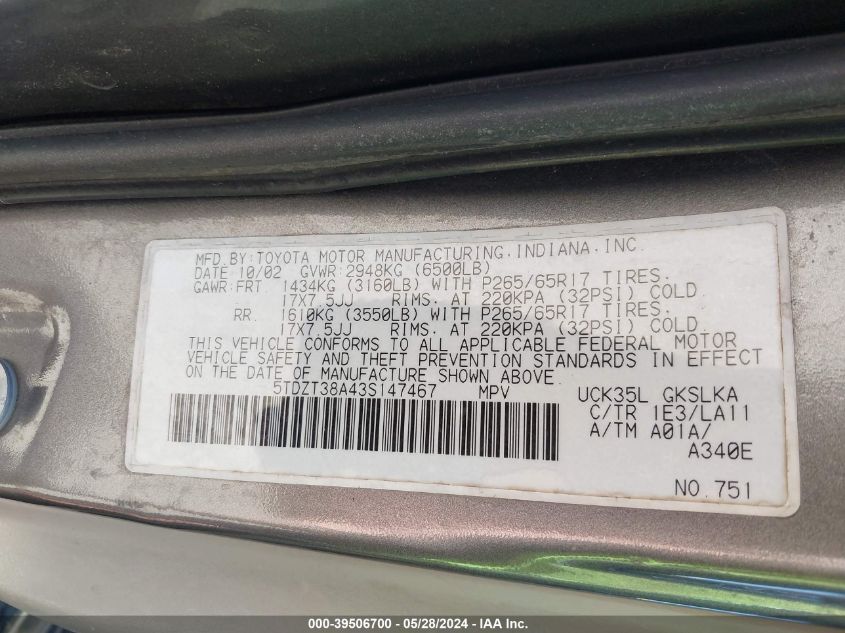 MFD.BY:TOYOTA MOTOR MANUFACTURING,INDIANA,INC.
DATE 10/02 GVWR:2948KG (6500LB)
GAWR:FRT 1434KG (3160LB) WITH P265/65R17 TIRES.
17X7.5JJ RIMS. AT 220KPA (32PSI) COLD.
RR. 1610KG (3550LB) WITH P265/65R17 TIRES.
17X7.5JJ RIMS. AT 220KPA (32PSI) COLD.
THIS VEHICLE CONFORMS TO ALL APPLICABLE FEDERAL MOTOR
VEHICLE SAFETY AND THEFT PREVENTION STANDARDS IN EFFECT
ON THE DATE OF MANUFACTURE SHOWN ABOVE.
5TDZT38A43S147467 MPV
UCK35L GKSLKA
C/TR 1E3/LA11
A/TM A01A/
A340E
NO.751
000-39506700 - 05/28/2024 - IAA Inc.